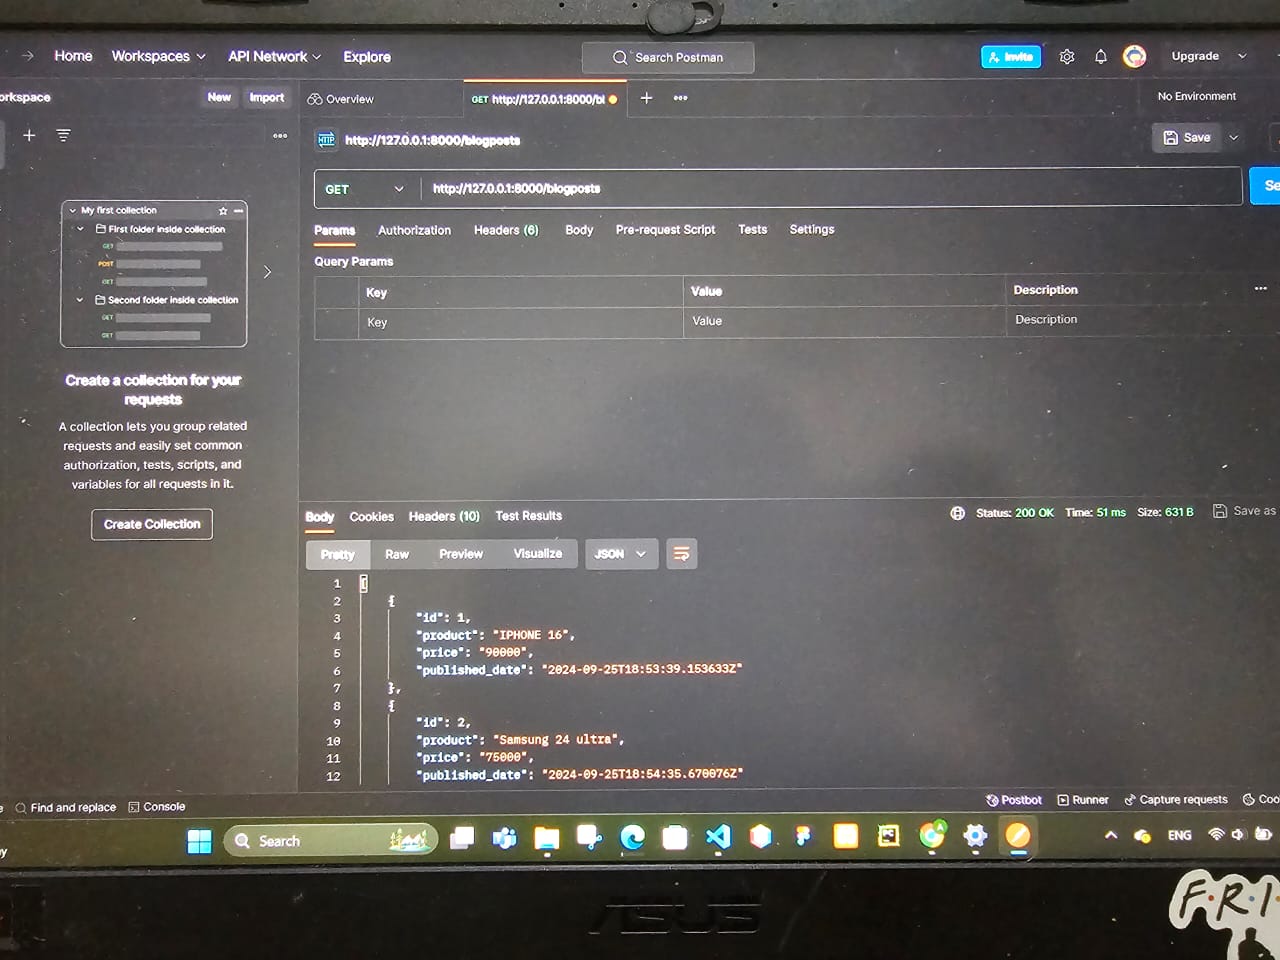 Home Workspaces API Network Explore Search Postman Invite Upgrade
orkspace New Import Overview GET http://127.0.0.1:8000/bl No Environment
HTTP http://127.0.0.1:8000/blogposts Save
GET http://127.0.0.1:8000/blogposts Se
Params Authorization Headers (6) Body Pre-request Script Tests Settings
Query Params
Key Value Description
Key Value Description
My first collection
First folder inside collection
GET
POST
GET
Second folder inside collection
GET
GET
Create a collection for your
requests
A collection lets you group related
requests and easily set common
authorization, tests, scripts, and
variables for all requests in it.
Create Collection
Body Cookies Headers (10) Test Results Status: 200 OK Time: 51 ms Size: 631 B Save as
Pretty Raw Preview Visualize JSON
1 [
2 {
3 "id": 1,
4 "product": "IPHONE 16",
5 "price": "90000",
6 "published_date": "2024-09-25T18:53:39.153633Z"
7 },
8 {
9 "id": 2,
10 "product": "Samsung 24 ultra",
11 "price": "75000",
12 "published_date": "2024-09-25T18:54:35.670076Z"
Find and replace Console Postbot Runner Capture requests Coo
Search ENG
ASUS
F.R.I.